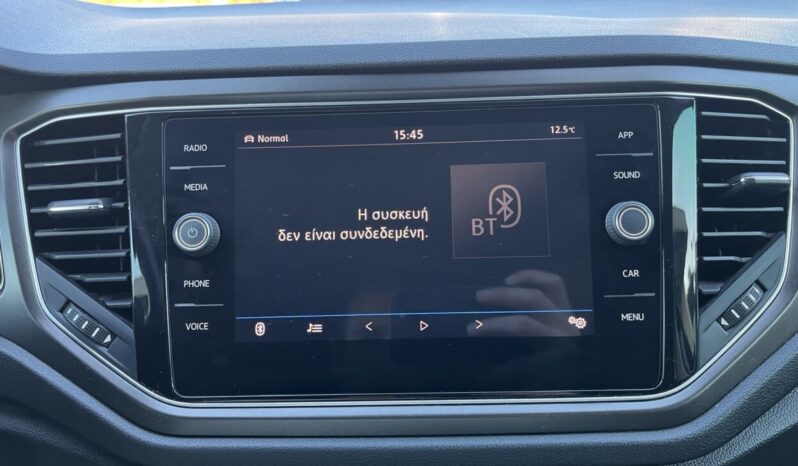 Normal 15:45 12.5°C
RADIO
MEDIA
PHONE
VOICE
Η συσκευή
δεν είναι συνδεδεμένη.
BT
APP
SOUND
CAR
MENU